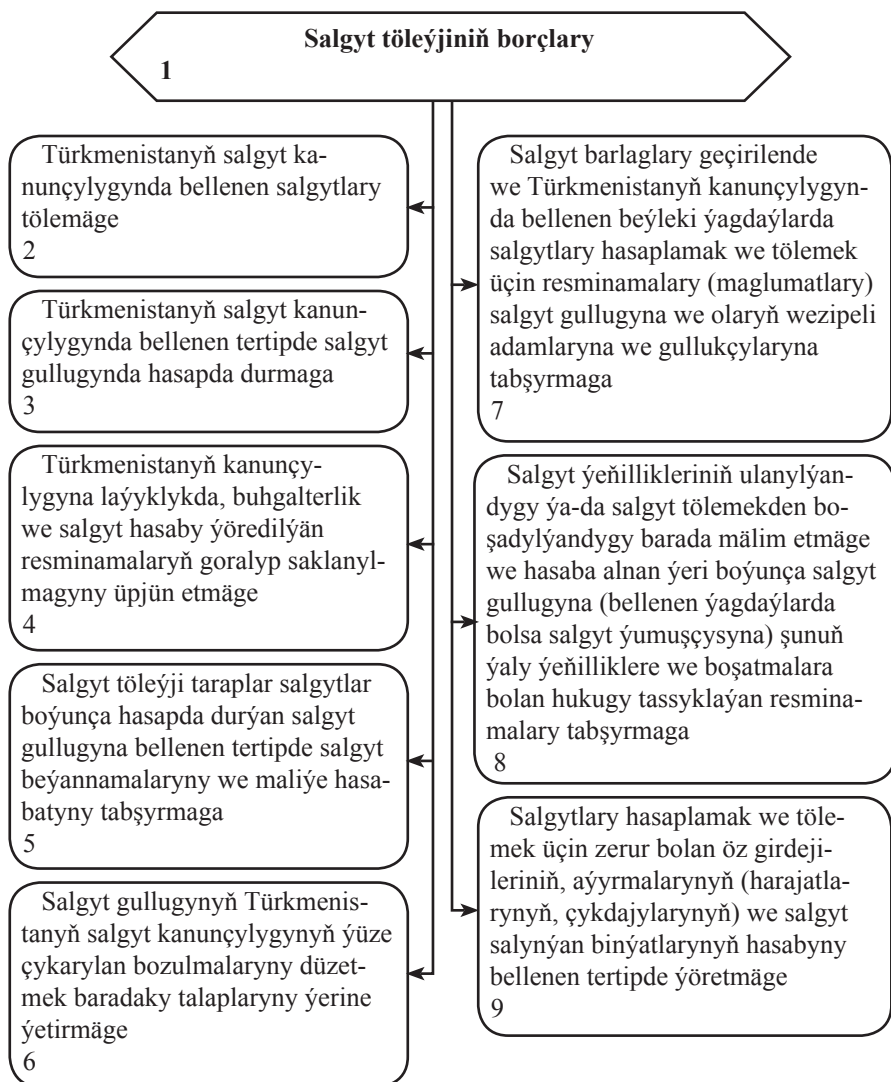 Salgyt töleýjiniň borçlary
1
Türkmenistanyň salgyt ka-
nunçylygynda bellenen salgytlary
tölemäge
2
Türkmenistanyň salgyt kanun-
çylygynda bellenen tertipde salgyt
gullugynda hasapda durmaga
3
Türkmenistanyň kanunçy-
lygyna laýyklykda, buhgalterlik
we salgyt hasaby ýöredilýän
resminamalaryň goralyp saklanyl-
magyny üpjün etmäge
4
Salgyt töleýji taraplar salgytlar
boýunça hasapda durýan salgyt
gullugyna bellenen tertipde salgyt
beýannamalaryny we maliýe hasa-
batyny tabşyrmaga
5
Salgyt gullugynyň Türkmenis-
tanyň salgyt kanunçylygynyň ýüze
çykarylan bozulmalaryny düzet-
mek baradaky talaplaryny ýerine
ýetirmäge
6
Salgyt barlaglary geçirilende
we Türkmenistanyň kanunçylygyn-
da bellenen beýleki ýagdaýlarda
salgytlary hasaplamak we tölemek
üçin resminamalary (maglumatlary)
salgyt gullugyna we olaryň wezipeli
adamlaryna we gullukçylaryna
tabşyrmaga
7
Salgyt ýeňillikleriniň ulanylýan-
dygy ýa-da salgyt tölemekden bo-
şadylýandygy barada mälim etmäge
we hasaba alnan ýeri boýunça salgyt
gullugyna (bellenen ýagdaýlarda
bolsa salgyt ýumuşçysyna) şunuň
ýaly ýeňilliklere we boşatmalara
bolan hukugy tassyklaýan resmina-
malary tabşyrmaga
8
Salgytlary hasaplamak we töle-
mek üçin zerur bolan öz girdeji-
leriniň, aýyrmalarynyň (harajatla-
rynyň, çykdajylarynyň) we salgyt
salynýan binýatlarynyň hasabyny
bellenen tertipde ýöretmäge
9